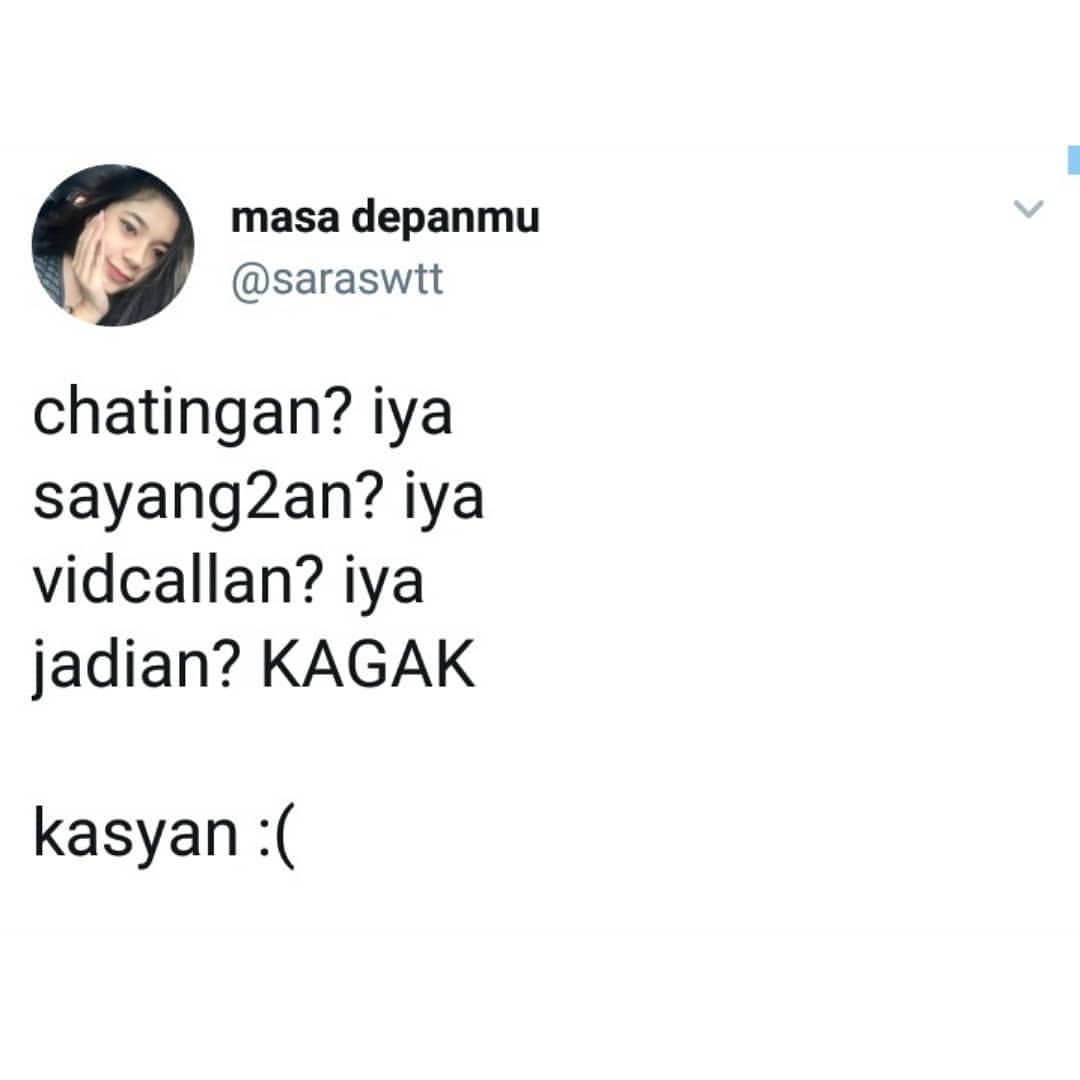 masa depanmu
@saraswtt
chatingan? iya
sayang2an? iya
vidcallan? iya
jadian? KAGAK
kasyan :(